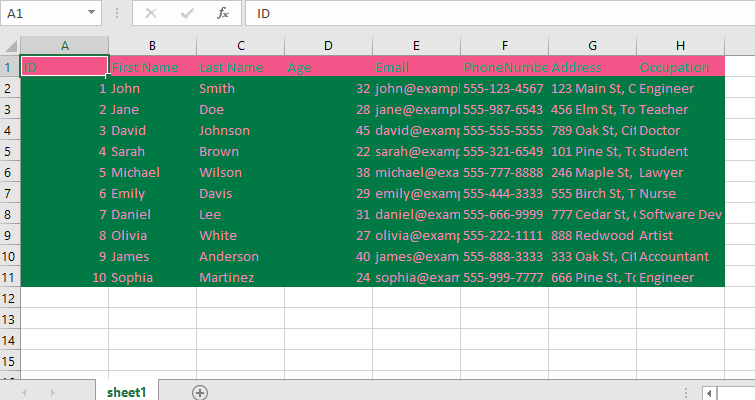 A1 fx ID
A B C D E F G H
1 ID First Name Last Name Age Email PhoneNumbe Address Occupation
2 1 John Smith 32 john@exampl 555-123-4567 123 Main St, C Engineer
3 2 Jane Doe 28 jane@exampl 555-987-6543 456 Elm St, To Teacher
4 3 David Johnson 45 david@exam 555-555-5555 789 Oak St, Cit Doctor
5 4 Sarah Brown 22 sarah@exam 555-321-6549 101 Pine St, To Student
6 5 Michael Wilson 38 michael@exa 555-777-8888 246 Maple St, Lawyer
7 6 Emily Davis 29 emily@exam 555-444-3333 555 Birch St, T Nurse
8 7 Daniel Lee 31 daniel@exam 555-666-9999 777 Cedar St, Software Dev
9 8 Olivia White 27 olivia@exam 555-222-1111 888 Redwood Artist
10 9 James Anderson 40 james@exam 555-888-3333 333 Oak St, Cit Accountant
11 10 Sophia Martinez 24 sophia@exam 555-999-7777 666 Pine St, To Engineer
12
13
14
15
sheet1